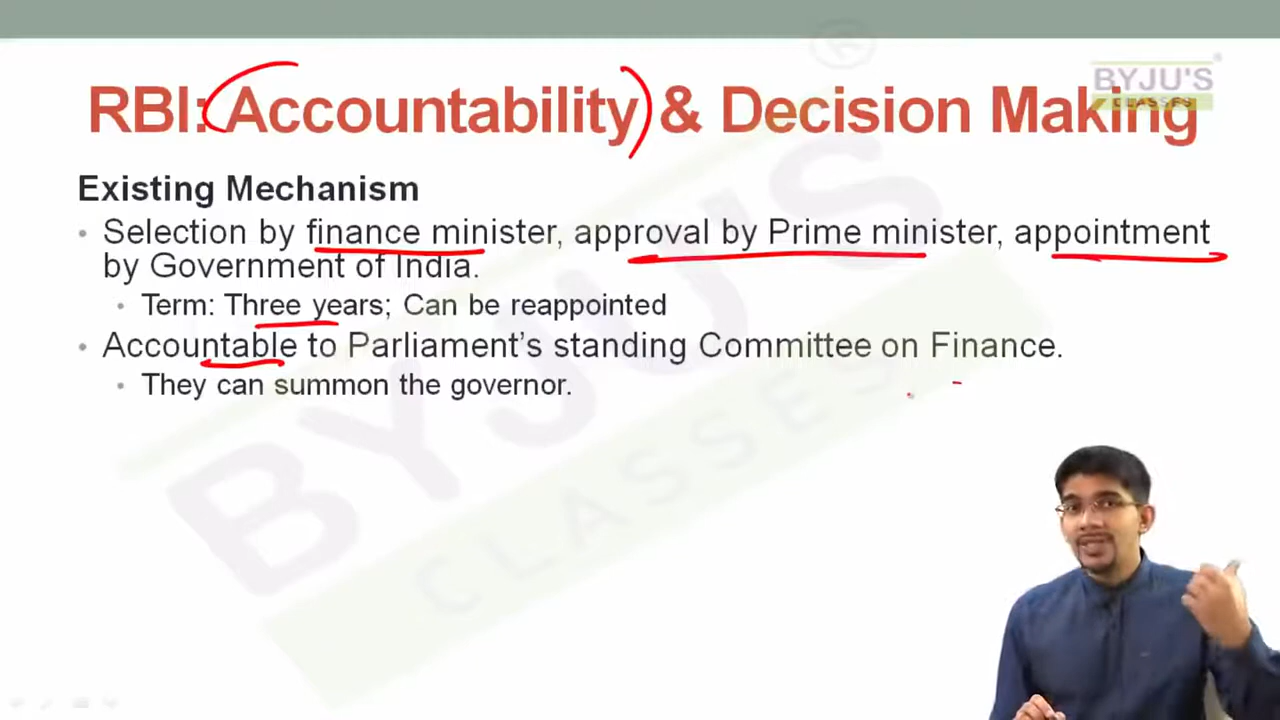 BYJU'S
CLASSES
RBI: Accountability & Decision Making
Existing Mechanism
• Selection by finance minister, approval by Prime minister, appointment
by Government of India.
• Term: Three years; Can be reappointed
• Accountable to Parliament’s standing Committee on Finance.
• They can summon the governor.
BYJU'S
CLASSES